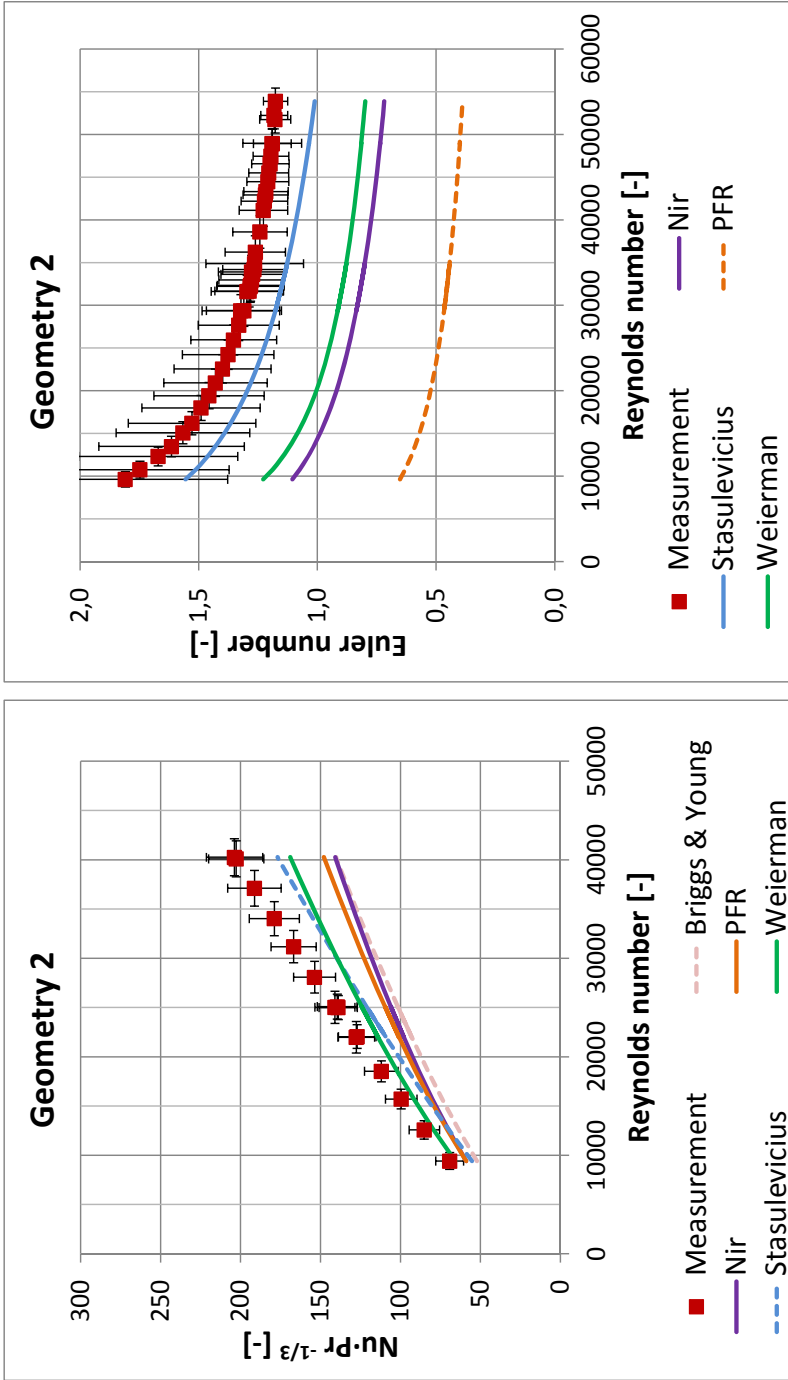 Geometry 2
Nu·Pr -1/3 [-]
300
250
200
150
100
50
0
0 10000 20000 30000 40000 50000
Reynolds number [-]
Measurement Briggs & Young
Nir PFR
Stasulevicius Weierman
Geometry 2
Euler number [-]
2,0
1,5
1,0
0,5
0,0
0 10000 20000 30000 40000 50000 60000
Reynolds number [-]
Measurement Nir
Stasulevicius PFR
Weierman